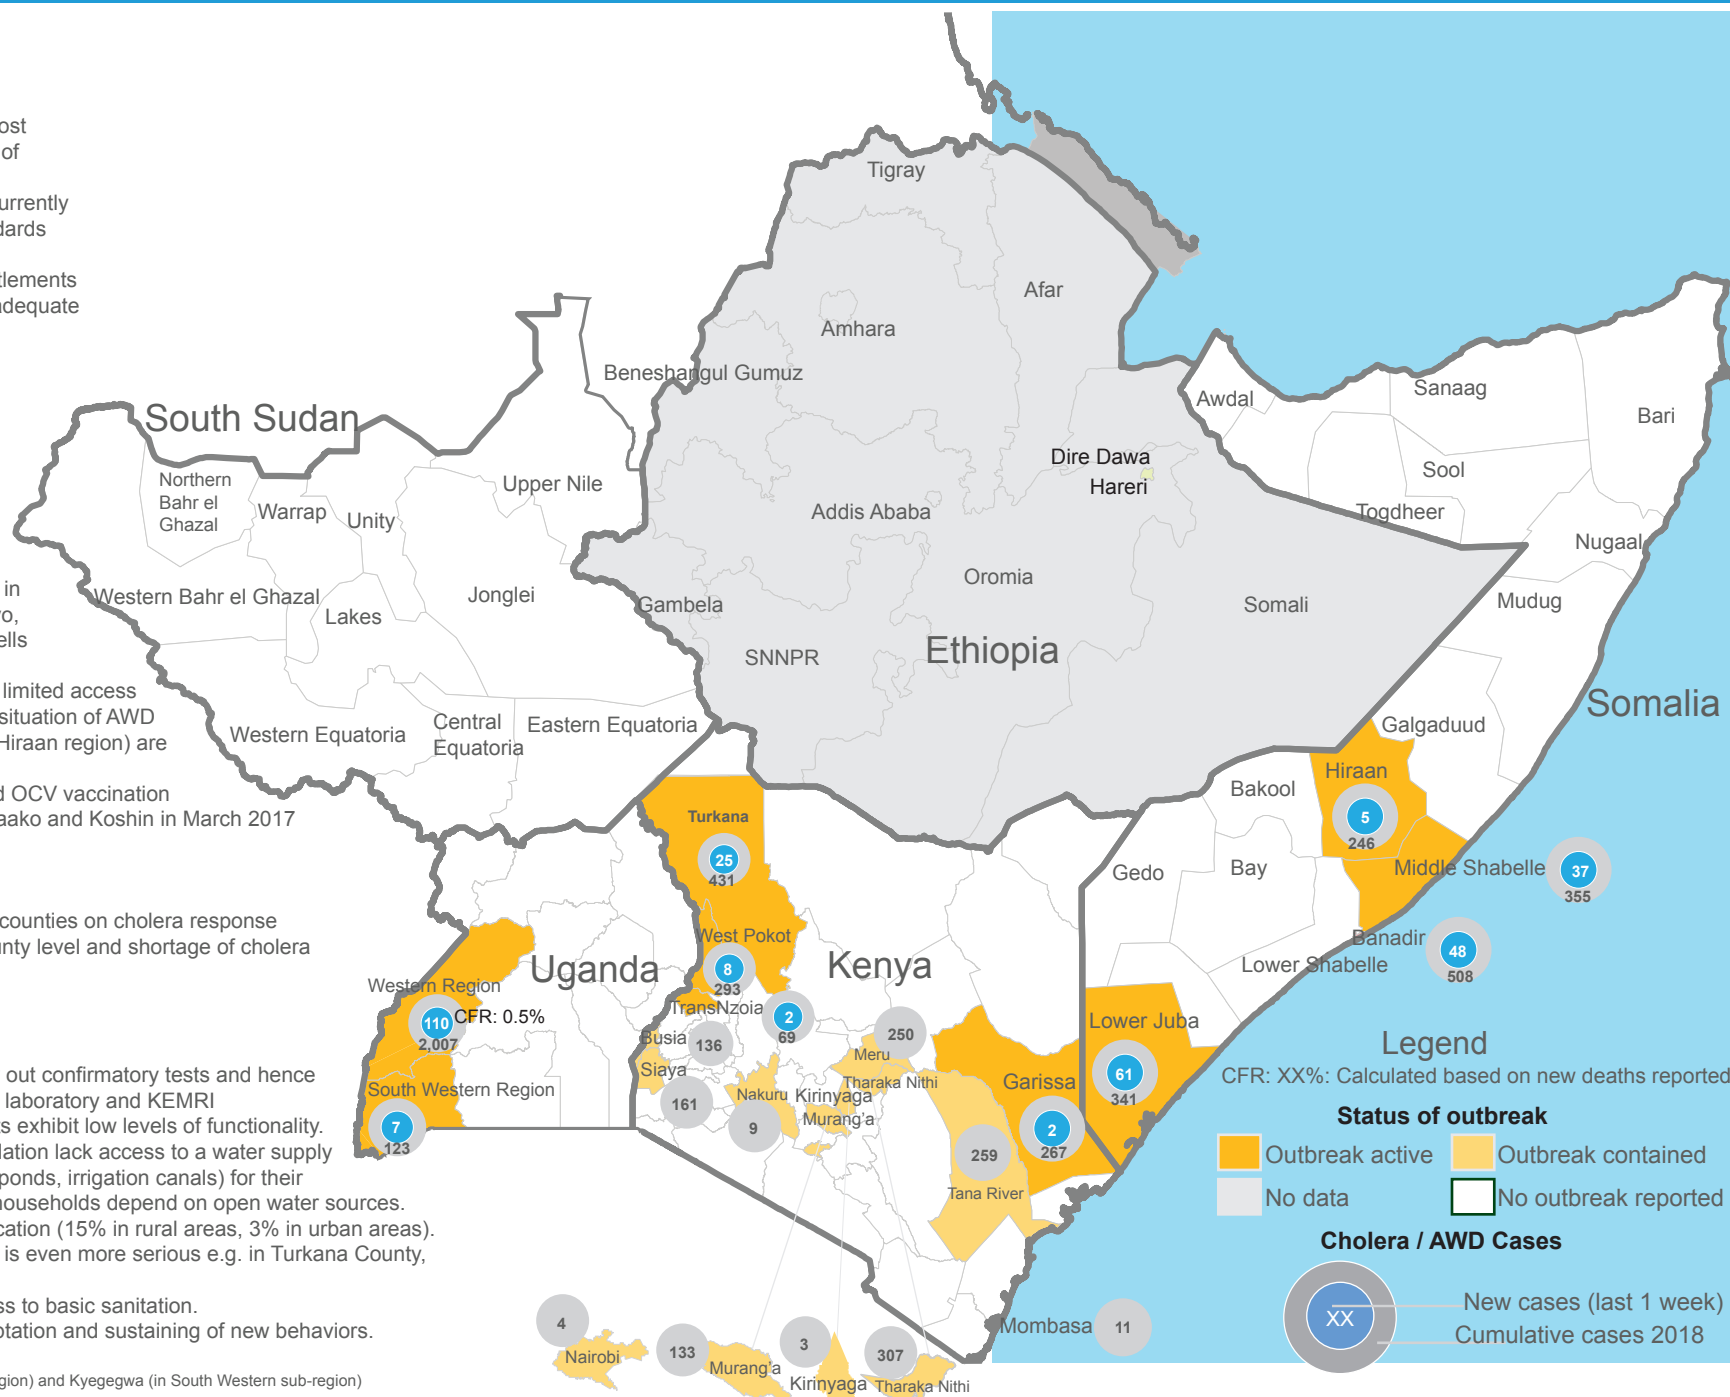 ost
of
urrently
dards
tlements
adequate
in
vo,
ells
limited access
situation of AWD
Hiraan region) are
d OCV vaccination
aako and Koshin in March 2017
counties on cholera response
unty level and shortage of cholera
out confirmatory tests and hence
laboratory and KEMRI
ts exhibit low levels of functionality.
lation lack access to a water supply
ponds, irrigation canals) for their
households depend on open water sources.
cation (15% in rural areas, 3% in urban areas).
is even more serious e.g. in Turkana County,
ss to basic sanitation.
ptation and sustaining of new behaviors.
gion) and Kyegegwa (in South Western sub-region)
South Sudan
Northern
Bahr el
Ghazal
Warrap
Unity
Upper Nile
Western Bahr el Ghazal
Lakes
Jonglei
Western Equatoria
Central
Equatoria
Eastern Equatoria
Tigray
Afar
Amhara
Beneshangul Gumuz
Dire Dawa
Hareri
Addis Ababa
Oromia
Somali
Gambela
SNNPR
Ethiopia
Awdal
Sanaag
Bari
Sool
Togdheer
Nugaal
Mudug
Somalia
Galgaduud
Hiraan
5
246
Bakool
Gedo
Bay
Middle Shabelle
37
355
Banadir
48
508
Lower Shabelle
Lower Juba
61
341
Turkana
25
431
West Pokot
8
293
Kenya
TransNzoia
2
69
Busia
136
Siaya
161
Nakuru
9
Kirinyaga
Murang'a
Meru
250
Tharaka Nithi
Garissa
2
267
259
Tana River
Uganda
Western Region
110
2,007
CFR: 0.5%
South Western Region
7
123
4
Nairobi
133
Murang'a
3
Kirinyaga
307
Tharaka Nithi
Mombasa
11
Legend
CFR: XX%: Calculated based on new deaths reported
Status of outbreak
Outbreak active
Outbreak contained
No data
No outbreak reported
Cholera / AWD Cases
XX
New cases (last 1 week)
Cumulative cases 2018